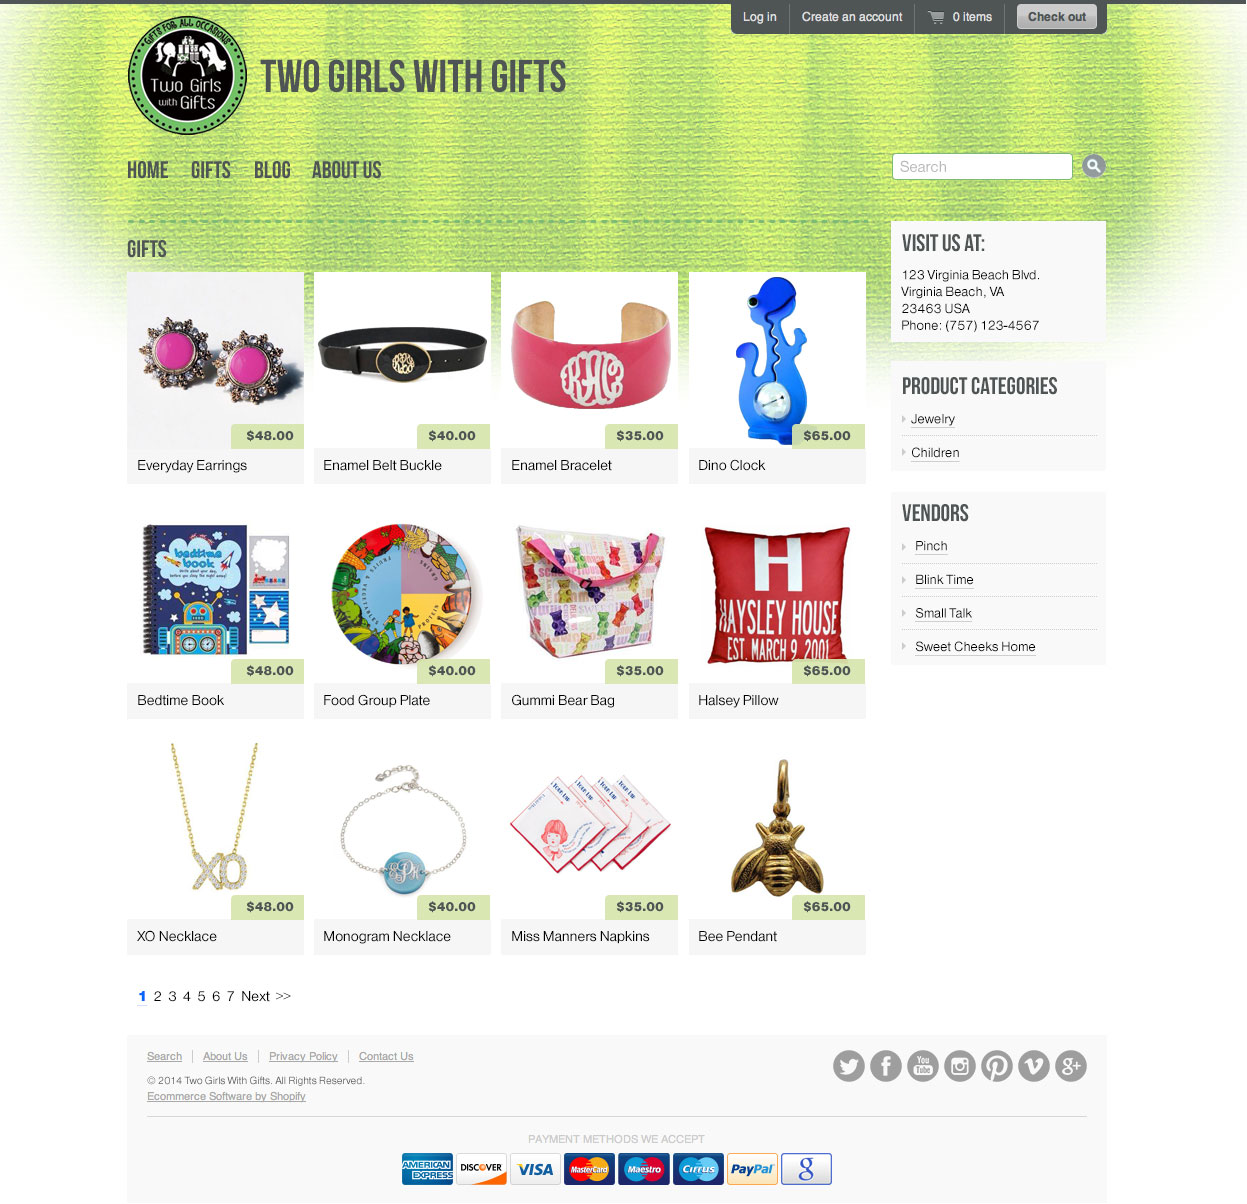 Log in
Create an account
0 items
Check out
GIFTS FOR ALL OCCASIONS
Two Girls
with Gifts
TWO GIRLS WITH GIFTS
HOME GIFTS BLOG ABOUT US
Search
GIFTS
$48.00
Everyday Earrings
$40.00
Enamel Belt Buckle
$35.00
Enamel Bracelet
$65.00
Dino Clock
bedtime
book
$48.00
Bedtime Book
PROTEIN
$40.00
Food Group Plate
$35.00
Gummi Bear Bag
H
HAYSLEY HOUSE
EST. MARCH 9, 2001
$65.00
Halsey Pillow
XO
$48.00
XO Necklace
$40.00
Monogram Necklace
$35.00
Miss Manners Napkins
$65.00
Bee Pendant
1 2 3 4 5 6 7 Next >>
VISIT US AT:
123 Virginia Beach Blvd.
Virginia Beach, VA
23463 USA
Phone: (757) 123-4567
PRODUCT CATEGORIES
Jewelry
Children
VENDORS
Pinch
Blink Time
Small Talk
Sweet Cheeks Home
Search
About Us
Privacy Policy
Contact Us
© 2014 Two Girls With Gifts. All Rights Reserved.
Ecommerce Software by Shopify
You
Tube
g+
PAYMENT METHODS WE ACCEPT
AMERICAN
EXPRESS
DISCOVER
VISA
MasterCard
Maestro
Cirrus
PayPal
g